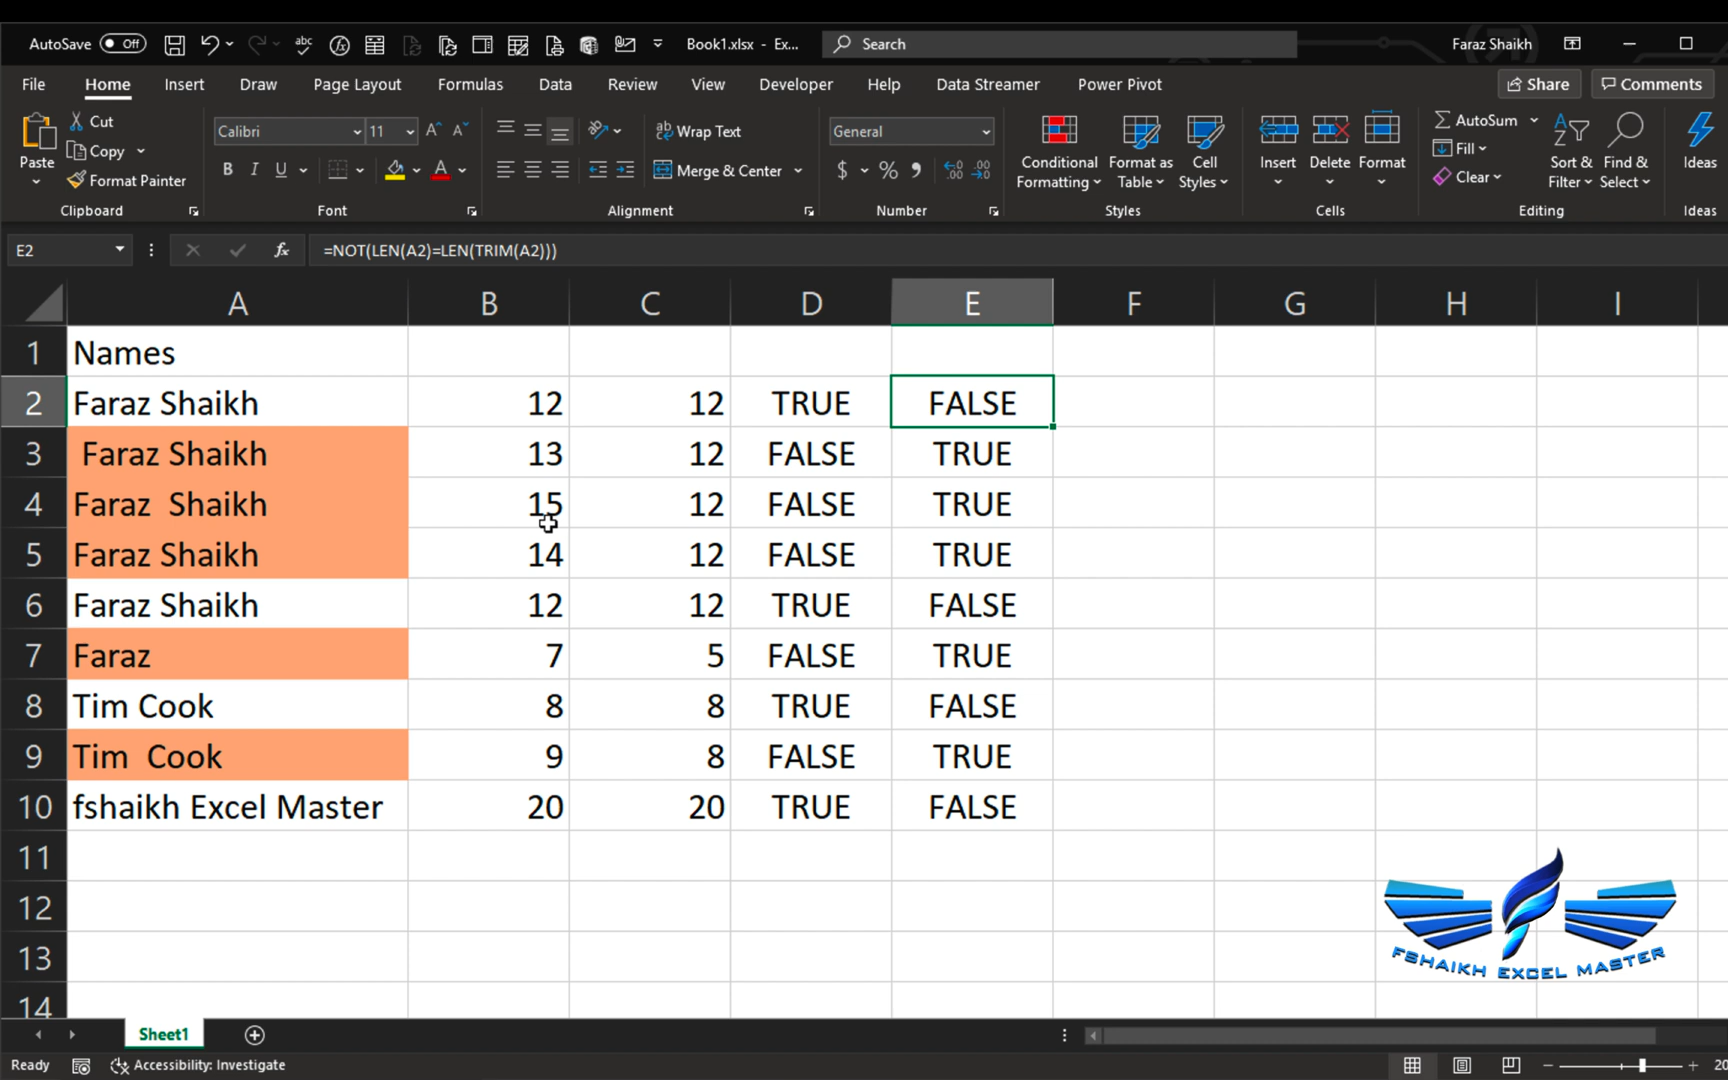 AutoSave Off Book1.xlsx - Ex... Search Faraz Shaikh
File Home Insert Draw Page Layout Formulas Data Review View Developer Help Data Streamer Power Pivot Share Comments
Paste Cut Copy Format Painter
Clipboard
Calibri 11
B I U A
Font
Wrap Text
Merge & Center
Alignment
General
$ % 9
Number
Conditional Formatting Format as Table Cell Styles
Styles
Insert Delete Format
Cells
AutoSum Fill Clear Sort & Filter Find & Select
Editing
Ideas
Ideas
E2 fx =NOT(LEN(A2)=LEN(TRIM(A2)))
A B C D E F G H I
1 Names
2 Faraz Shaikh 12 12 TRUE FALSE
3 Faraz Shaikh 13 12 FALSE TRUE
4 Faraz  Shaikh 15 12 FALSE TRUE
5 Faraz Shaikh 14 12 FALSE TRUE
6 Faraz Shaikh 12 12 TRUE FALSE
7 Faraz 7 5 FALSE TRUE
8 Tim Cook 8 8 TRUE FALSE
9 Tim  Cook 9 8 FALSE TRUE
10 fshaikh Excel Master 20 20 TRUE FALSE
11
12
13
14
FSHAIKH EXCEL MASTER
Sheet1
Ready Accessibility: Investigate